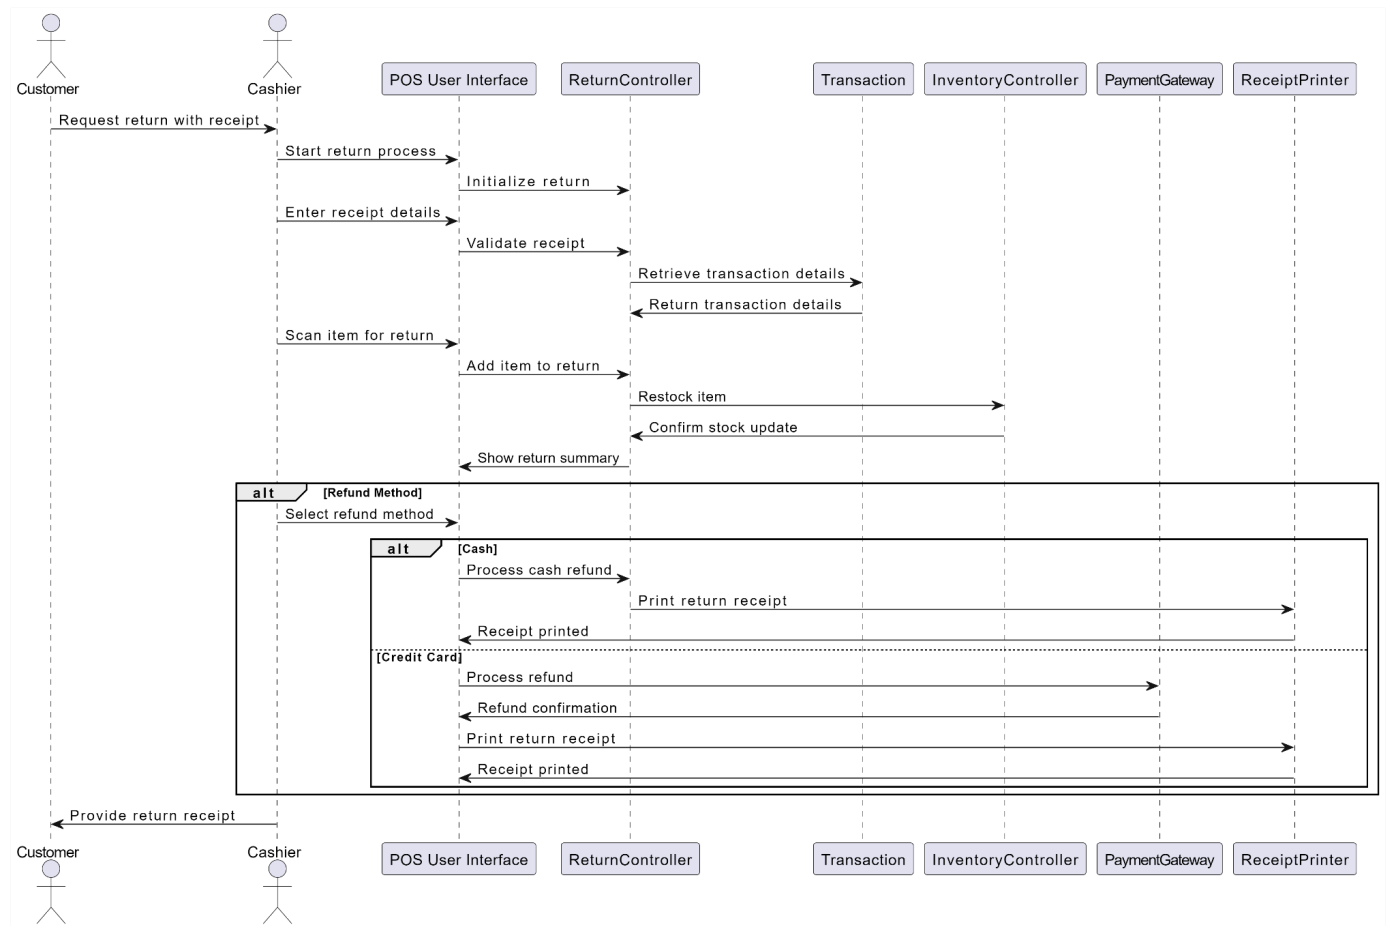 Customer
Cashier
POS User Interface
ReturnController
Transaction
InventoryController
PaymentGateway
ReceiptPrinter
Request return with receipt
Start return process
Initialize return
Enter receipt details
Validate receipt
Retrieve transaction details
Return transaction details
Scan item for return
Add item to return
Restock item
Confirm stock update
Show return summary
alt [Refund Method]
Select refund method
alt [Cash]
Process cash refund
Print return receipt
Receipt printed
[Credit Card]
Process refund
Refund confirmation
Print return receipt
Receipt printed
Provide return receipt
Customer
Cashier
POS User Interface
ReturnController
Transaction
InventoryController
PaymentGateway
ReceiptPrinter